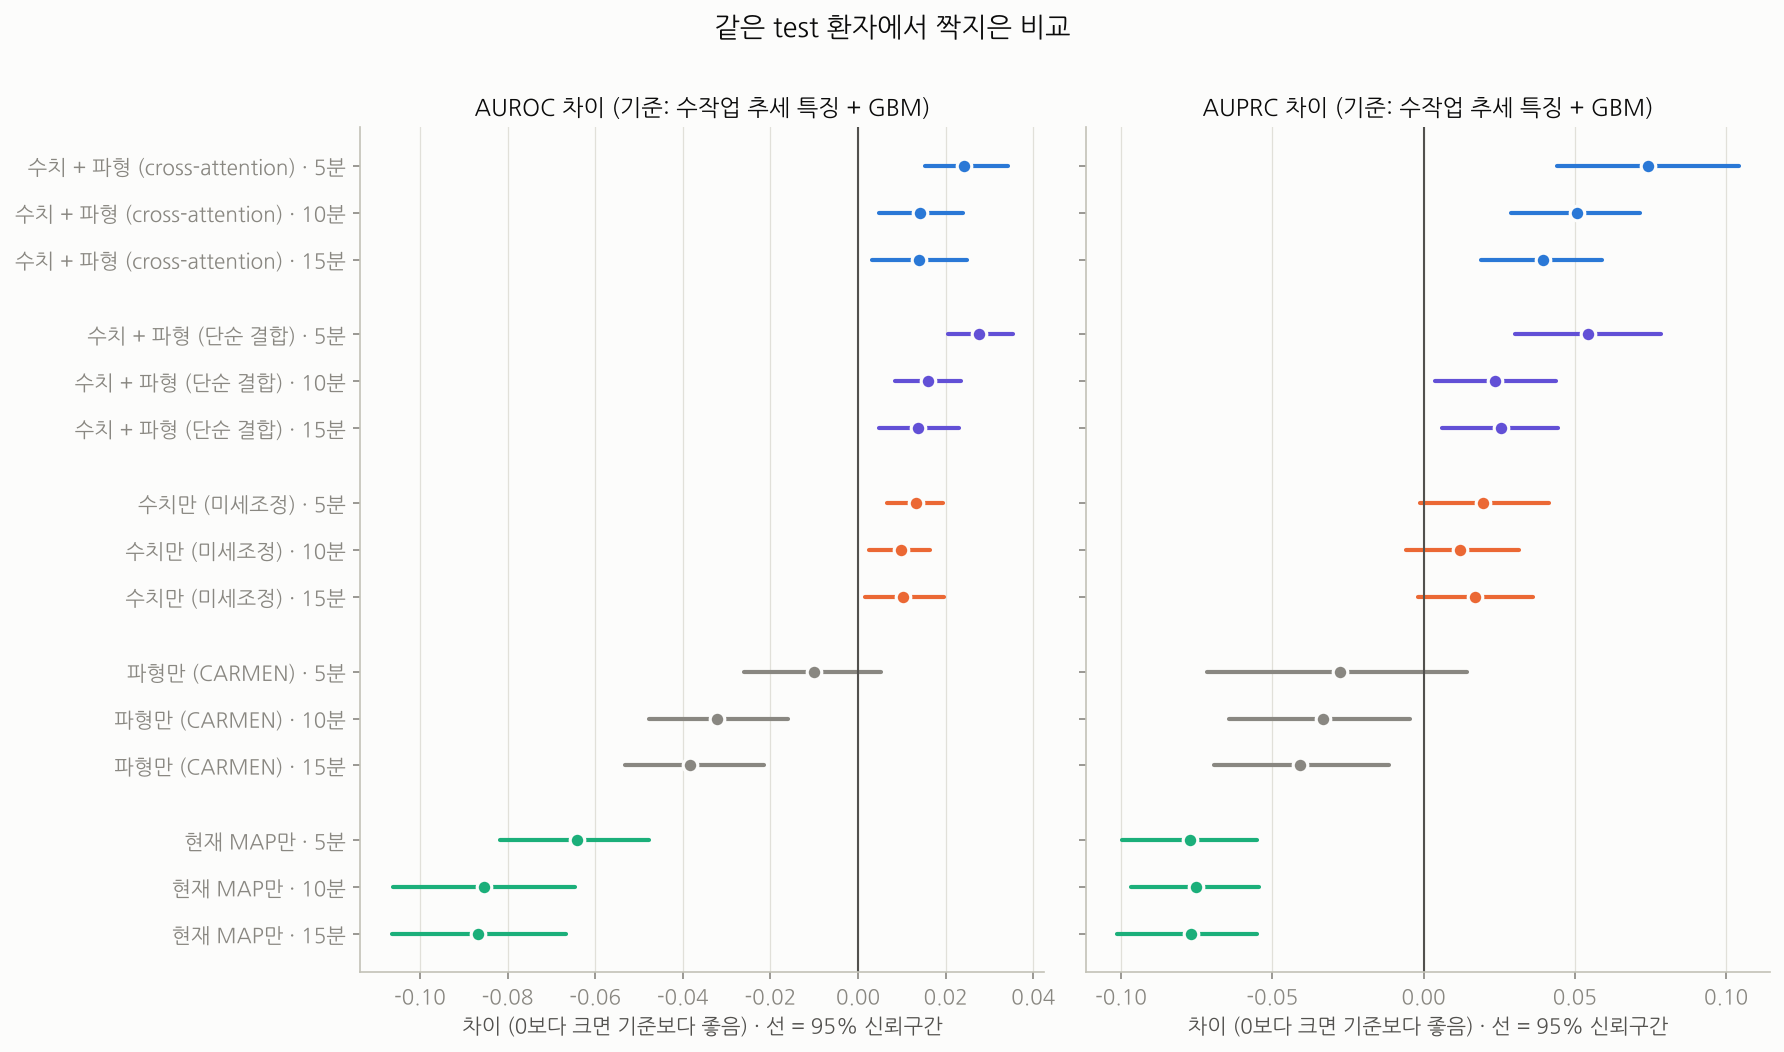 같은 test 환자에서 짝지은 비교
AUROC 차이 (기준: 수작업 추세 특징 + GBM)
AUPRC 차이 (기준: 수작업 추세 특징 + GBM)
수치 + 파형 (cross-attention) · 5분
수치 + 파형 (cross-attention) · 10분
수치 + 파형 (cross-attention) · 15분
수치 + 파형 (단순 결합) · 5분
수치 + 파형 (단순 결합) · 10분
수치 + 파형 (단순 결합) · 15분
수치만 (미세조정) · 5분
수치만 (미세조정) · 10분
수치만 (미세조정) · 15분
파형만 (CARMEN) · 5분
파형만 (CARMEN) · 10분
파형만 (CARMEN) · 15분
현재 MAP만 · 5분
현재 MAP만 · 10분
현재 MAP만 · 15분
-0.10 -0.08 -0.06 -0.04 -0.02 0.00 0.02 0.04
차이 (0보다 크면 기준보다 좋음) · 선 = 95% 신뢰구간
-0.10 -0.05 0.00 0.05 0.10
차이 (0보다 크면 기준보다 좋음) · 선 = 95% 신뢰구간